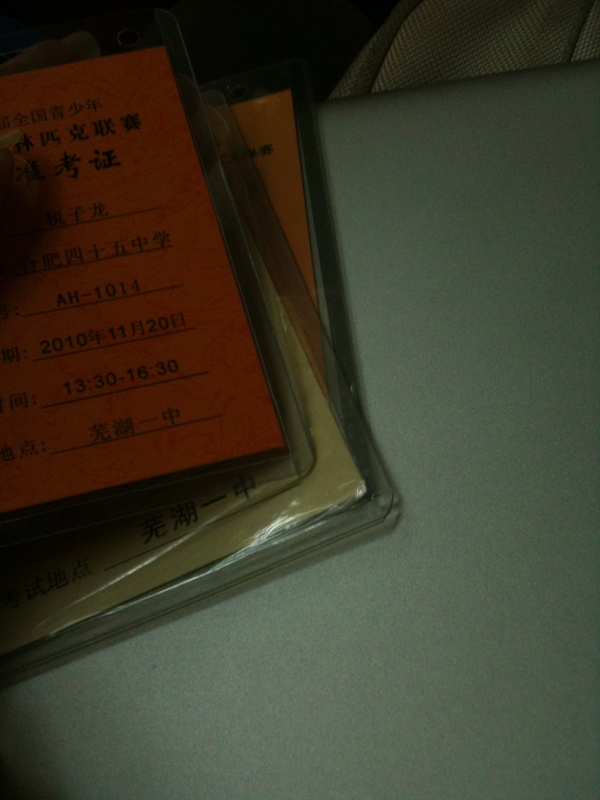 届全国青少年
林匹克联赛
准考证
税子龙
合肥四十五中学
号: AH-1014
期: 2010年11月20日
时间: 13:30-16:30
地点: 芜湖一中
联赛
芜湖一中
考试地点